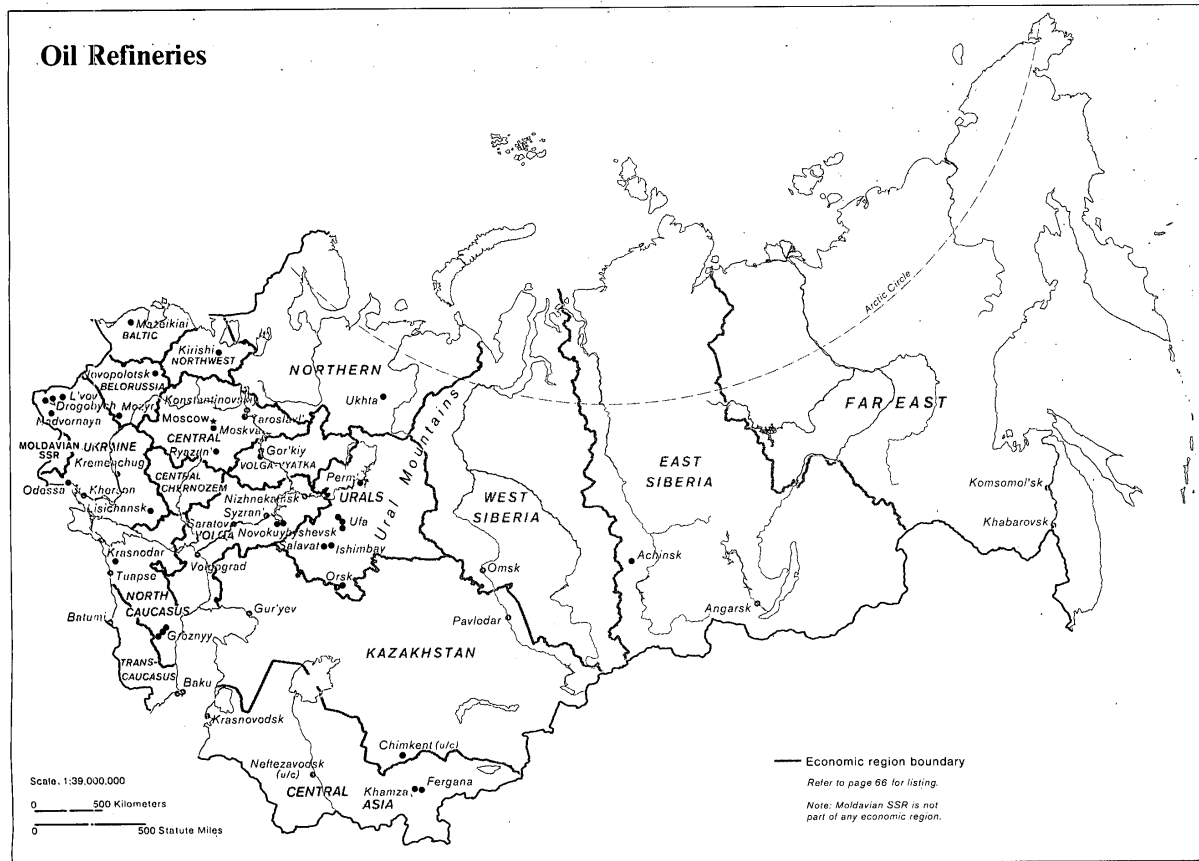 Oil Refineries
Arctic Circle
Mazeikiai
BALTIC
Kirishi
NORTHWEST
NORTHERN
Ukhta
Novopolotsk
BELORUSSIA
L'vov
Drogobych
Mozyr'
Nadvornaya
Konstantinovskiy
Yaroslavl'
Moscow
Moskva
CENTRAL
Ryazan'
Gor'kiy
VOLGA-VYATKA
MOLDAVIAN
SSR
UKRAINE
Kremenchug
CENTRAL
CHERNOZEM
Perm'
URALS
Ural Mountains
Nizhnekamsk
Syzran'
Ufa
Odessa
Kherson
Lisichansk
Saratov
VOLGA
Novokuybyshevsk
Salavat
Ishimbay
Krasnodar
Volgograd
Orsk
Tuapse
NORTH
CAUCASUS
Batumi
Gur'yev
Groznyy
TRANS-
CAUCASUS
Baku
Krasnovodsk
WEST
SIBERIA
EAST
SIBERIA
FAR EAST
Komsomol'sk
Khabarovsk
Achinsk
Omsk
Angarsk
Pavlodar
KAZAKHSTAN
Chimkent (u/c)
Neftezavodsk
(u/c)
Fergana
Khamza
CENTRAL
ASIA
Scale, 1:39,000,000
0 500 Kilometers
0 500 Statute Miles
Economic region boundary
Refer to page 66 for listing.
Note: Moldavian SSR is not
part of any economic region.